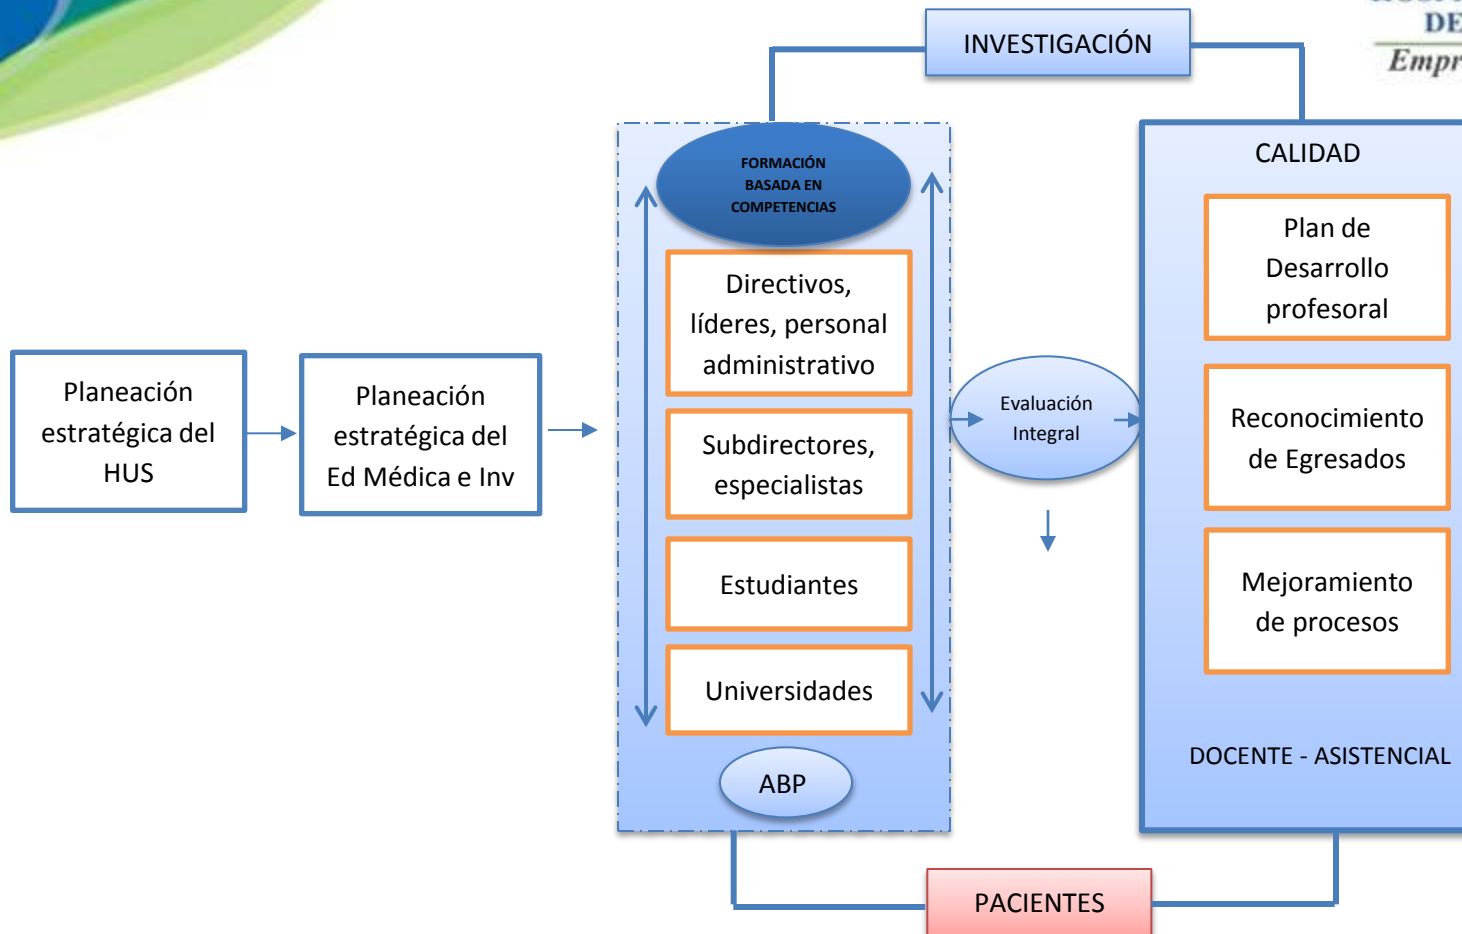 INVESTIGACIÓN
DE
FORMACIÓN
BASADA EN
COMPETENCIAS
Directivos,
líderes, personal
administrativo
Subdirectores,
especialistas
Estudiantes
Universidades
ABP
Planeación
estratégica del
HUS
Planeación
estratégica del
Ed Médica e Inv
Evaluación
Integral
CALIDAD
Plan de
Desarrollo
profesoral
Reconocimiento
de Egresados
Mejoramiento
de procesos
DOCENTE - ASISTENCIAL
PACIENTES